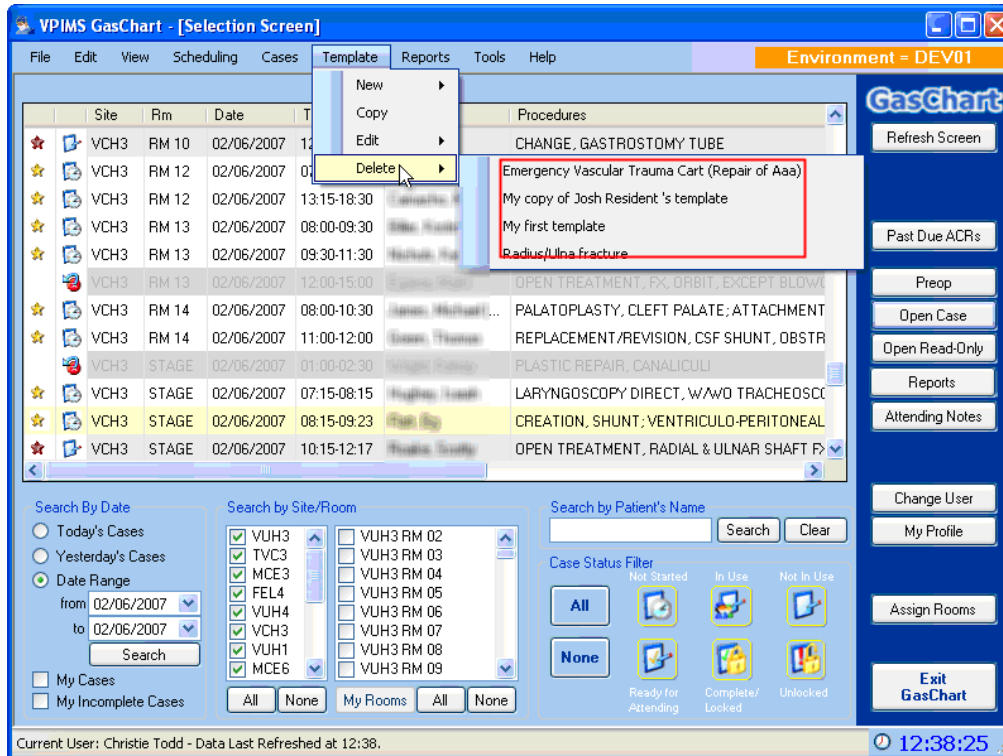 VPIMS GasChart - [Selection Screen]
File Edit View Scheduling Cases Template Reports Tools Help Environment = DEV01
New
Copy
Edit
Delete
Emergency Vascular Trauma Cart (Repair of Aaa)
My copy of Josh Resident 's template
My first template
Radius/Ulna fracture
Site Rm Date Procedures
VCH3 RM 10 02/06/2007 CHANGE, GASTROSTOMY TUBE
VCH3 RM 12 02/06/2007
VCH3 RM 12 02/06/2007 13:15-18:30
VCH3 RM 13 02/06/2007 08:00-09:30
VCH3 RM 13 02/06/2007 09:30-11:30
VCH3 RM 13 02/06/2007 12:00-15:00 OPEN TREATMENT, FX, ORBIT, EXCEPT BLOWO
VCH3 RM 14 02/06/2007 08:00-10:30 ... PALATOPLASTY, CLEFT PALATE; ATTACHMENT
VCH3 RM 14 02/06/2007 11:00-12:00 REPLACEMENT/REVISION, CSF SHUNT, OBSTR
VCH3 STAGE 02/06/2007 01:00-02:30 PLASTIC REPAIR, CANALICULI
VCH3 STAGE 02/06/2007 07:15-08:15 LARYNGOSCOPY DIRECT, W/WO TRACHEOSCO
VCH3 STAGE 02/06/2007 08:15-09:23 CREATION, SHUNT; VENTRICULO-PERITONEAL
VCH3 STAGE 02/06/2007 10:15-12:17 OPEN TREATMENT, RADIAL & ULNAR SHAFT FX
GasChart
Refresh Screen
Past Due ACRs
Preop
Open Case
Open Read-Only
Reports
Attending Notes
Change User
My Profile
Assign Rooms
Exit
GasChart
Search By Date
Today's Cases
Yesterday's Cases
Date Range
from 02/06/2007
to 02/06/2007
Search
My Cases
My Incomplete Cases
Search by Site/Room
VUH3
TVC3
MCE3
FEL4
VUH4
VCH3
VUH1
MCE6
VUH3 RM 02
VUH3 RM 03
VUH3 RM 04
VUH3 RM 05
VUH3 RM 06
VUH3 RM 07
VUH3 RM 08
VUH3 RM 09
All None My Rooms All None
Search by Patient's Name
Search Clear
Case Status Filter
Not Started In Use Not In Use
All
None
Ready for
Attending
Complete/
Locked
Unlocked
Current User: Christie Todd - Data Last Refreshed at 12:38.
12:38:25